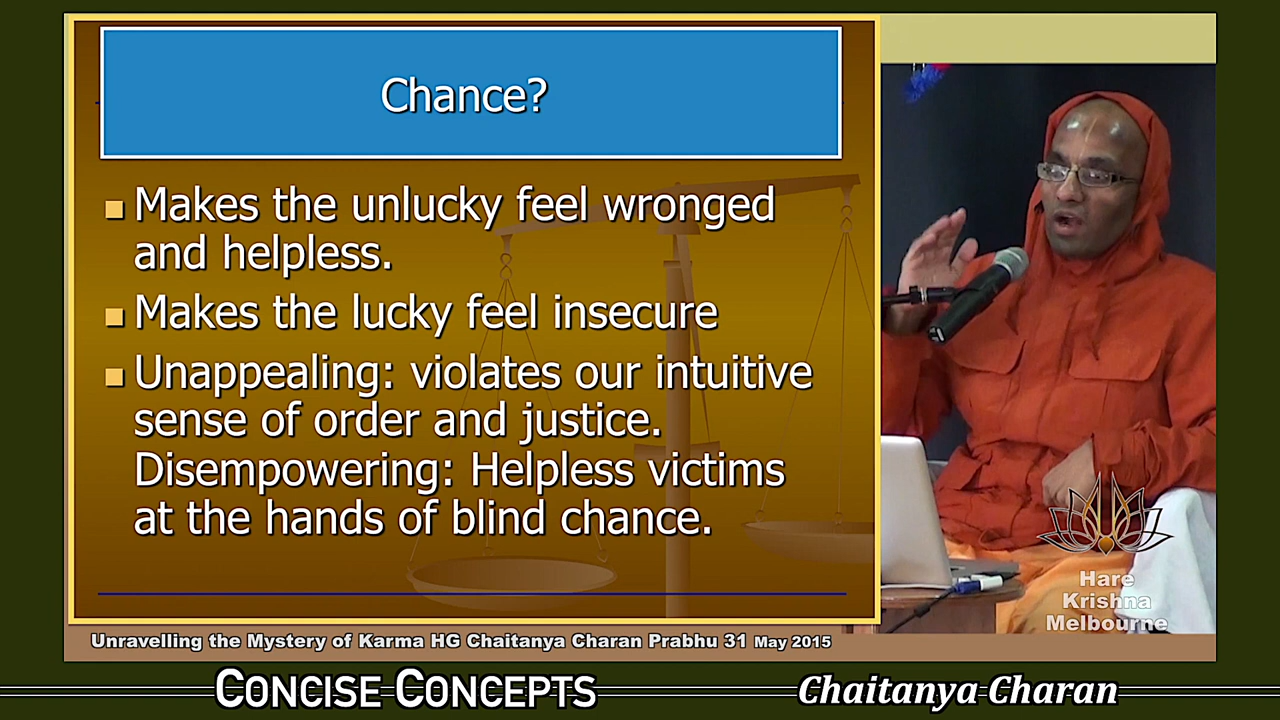 Chance?
Makes the unlucky feel wronged
and helpless.
Makes the lucky feel insecure
Unappealing: violates our intuitive
sense of order and justice.
Disempowering: Helpless victims
at the hands of blind chance.
Hare
Krishna
Melbourne
Unravelling the Mystery of Karma HG Chaitanya Charan Prabhu 31 May 2015
CONCISE CONCEPTS
Chaitanya Charan